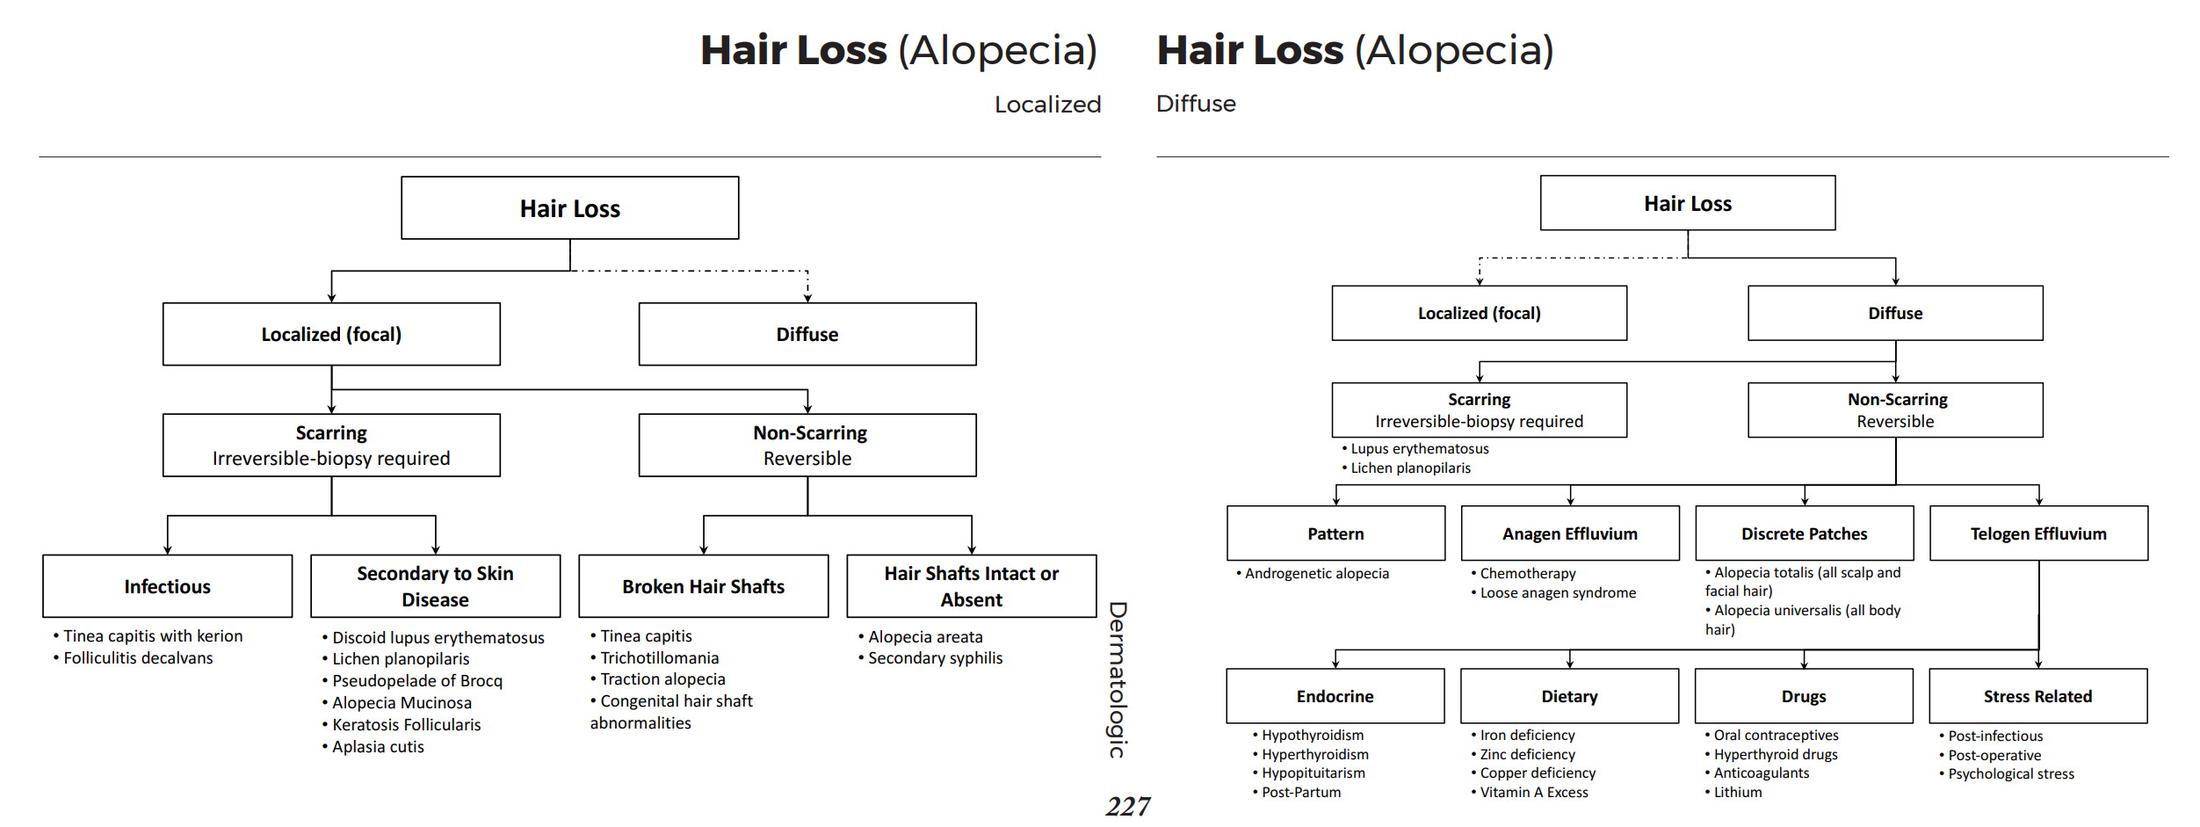 Hair Loss (Alopecia)
Localized
Hair Loss
Localized (focal)
Diffuse
Scarring
Irreversible-biopsy required
Non-Scarring
Reversible
Infectious
• Tinea capitis with kerion
• Folliculitis decalvans
Secondary to Skin
Disease
• Discoid lupus erythematosus
• Lichen planopilaris
• Pseudopelade of Brocq
• Alopecia Mucinosa
• Keratosis Follicularis
• Aplasia cutis
Broken Hair Shafts
• Tinea capitis
• Trichotillomania
• Traction alopecia
• Congenital hair shaft
abnormalities
Hair Shafts Intact or
Absent
• Alopecia areata
• Secondary syphilis
Dermatologic
227
Hair Loss (Alopecia)
Diffuse
Hair Loss
Localized (focal)
Diffuse
Scarring
Irreversible-biopsy required
• Lupus erythematosus
• Lichen planopilaris
Non-Scarring
Reversible
Pattern
• Androgenetic alopecia
Anagen Effluvium
• Chemotherapy
• Loose anagen syndrome
Discrete Patches
• Alopecia totalis (all scalp and
facial hair)
• Alopecia universalis (all body
hair)
Telogen Effluvium
Endocrine
• Hypothyroidism
• Hyperthyroidism
• Hypopituitarism
• Post-Partum
Dietary
• Iron deficiency
• Zinc deficiency
• Copper deficiency
• Vitamin A Excess
Drugs
• Oral contraceptives
• Hyperthyroid drugs
• Anticoagulants
• Lithium
Stress Related
• Post-infectious
• Post-operative
• Psychological stress